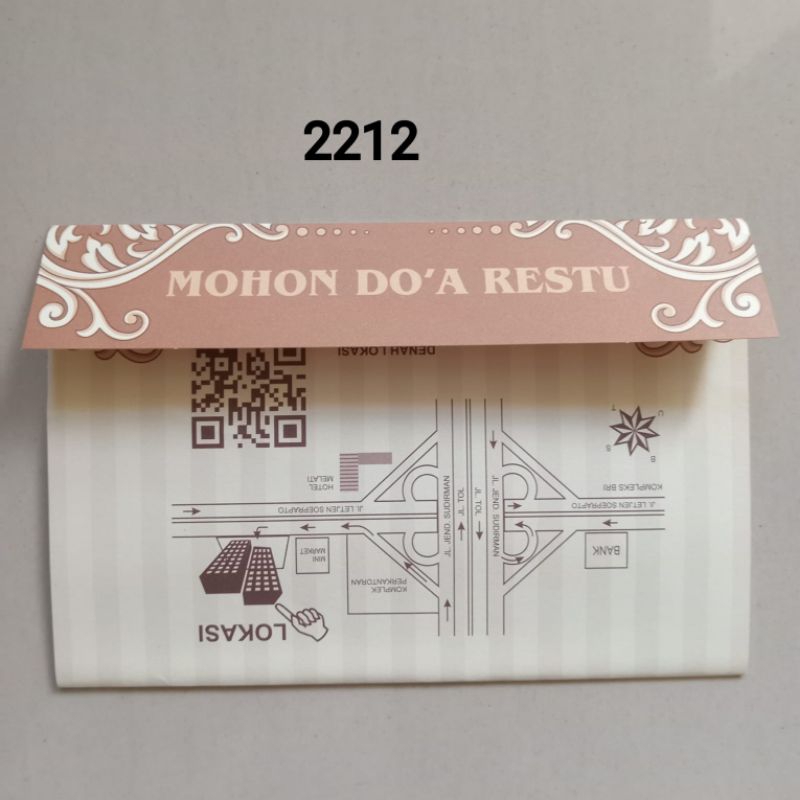 2212
MOHON DO'A RESTU
DENAH LOKASI
U
T
S
B
HOTEL
MELATI
KOMPLEKS BRI
JL LETJEN SOEPRAPTO
JL LETJEN SOEPRAPTO
JL JEND. SUDIRMAN
JL TOL
JL. TOL
JL. JEND. SUDIRMAN
MINI
MARKET
BANK
KOMPLEK
PERKANTORAN
LOKASI